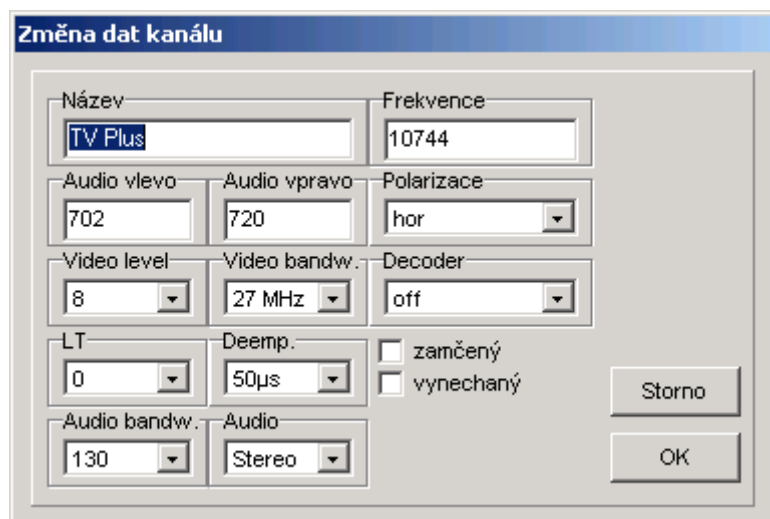 Změna dat kanálu
Název
Frekvence
TV Plus
10744
Audio vlevo
Audio vpravo
Polarizace
702
720
hor
Video level
Video bandw.
Decoder
8
27 MHz
off
LT
Deemp.
zamčený
0
50µs
vynechaný
Storno
Audio bandw.
Audio
130
Stereo
OK